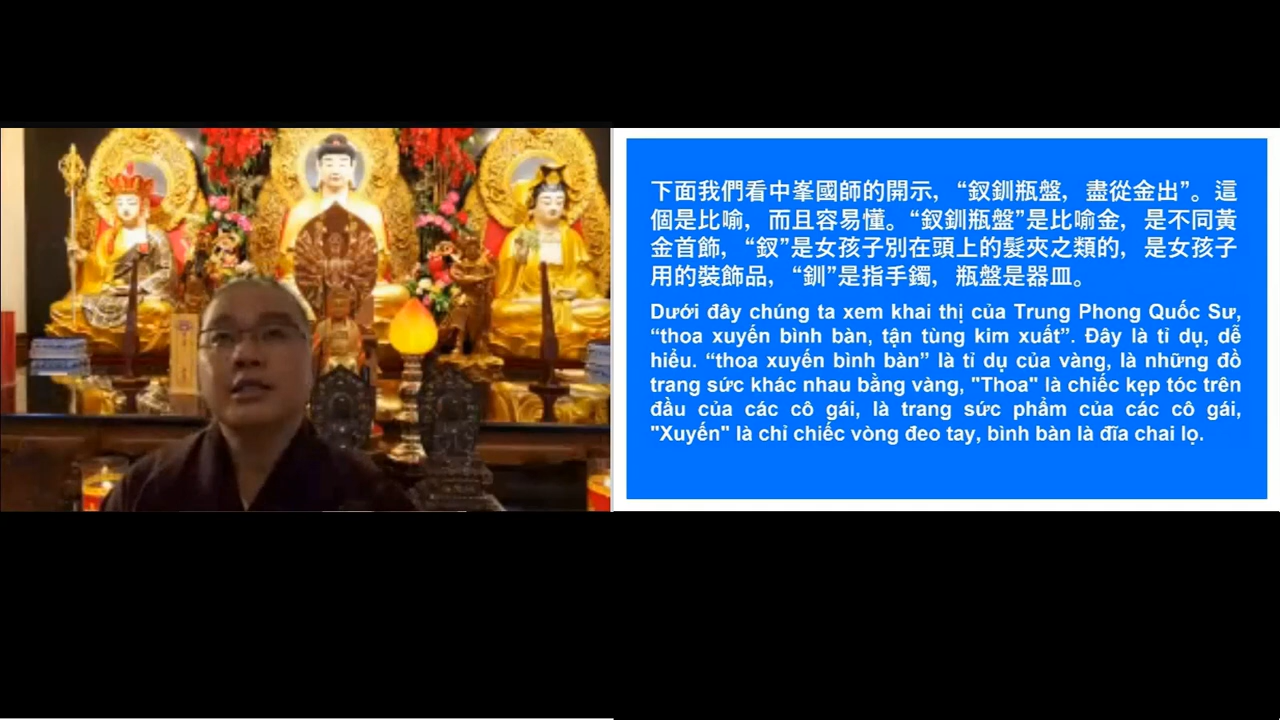 下面我們看中峯國師的開示，“釵釧瓶盤，盡從金出”。這
個是比喻，而且容易懂。“釵釧瓶盤”是比喻金，是不同黃
金首飾，“釵”是女孩子別在頭上的髮夾之類的，是女孩子
用的裝飾品，“釧”是指手鐲，瓶盤是器皿。
Dưới đây chúng ta xem khai thị của Trung Phong Quốc Sư,
“thoa xuyến bình bàn, tận tùng kim xuất”. Đây là tỉ dụ, dễ
hiểu. “thoa xuyến bình bàn” là tỉ dụ của vàng, là những đồ
trang sức khác nhau bằng vàng, "Thoa" là chiếc kẹp tóc trên
đầu của các cô gái, là trang sức phẩm của các cô gái,
"Xuyến" là chỉ chiếc vòng đeo tay, bình bàn là đĩa chai lọ.